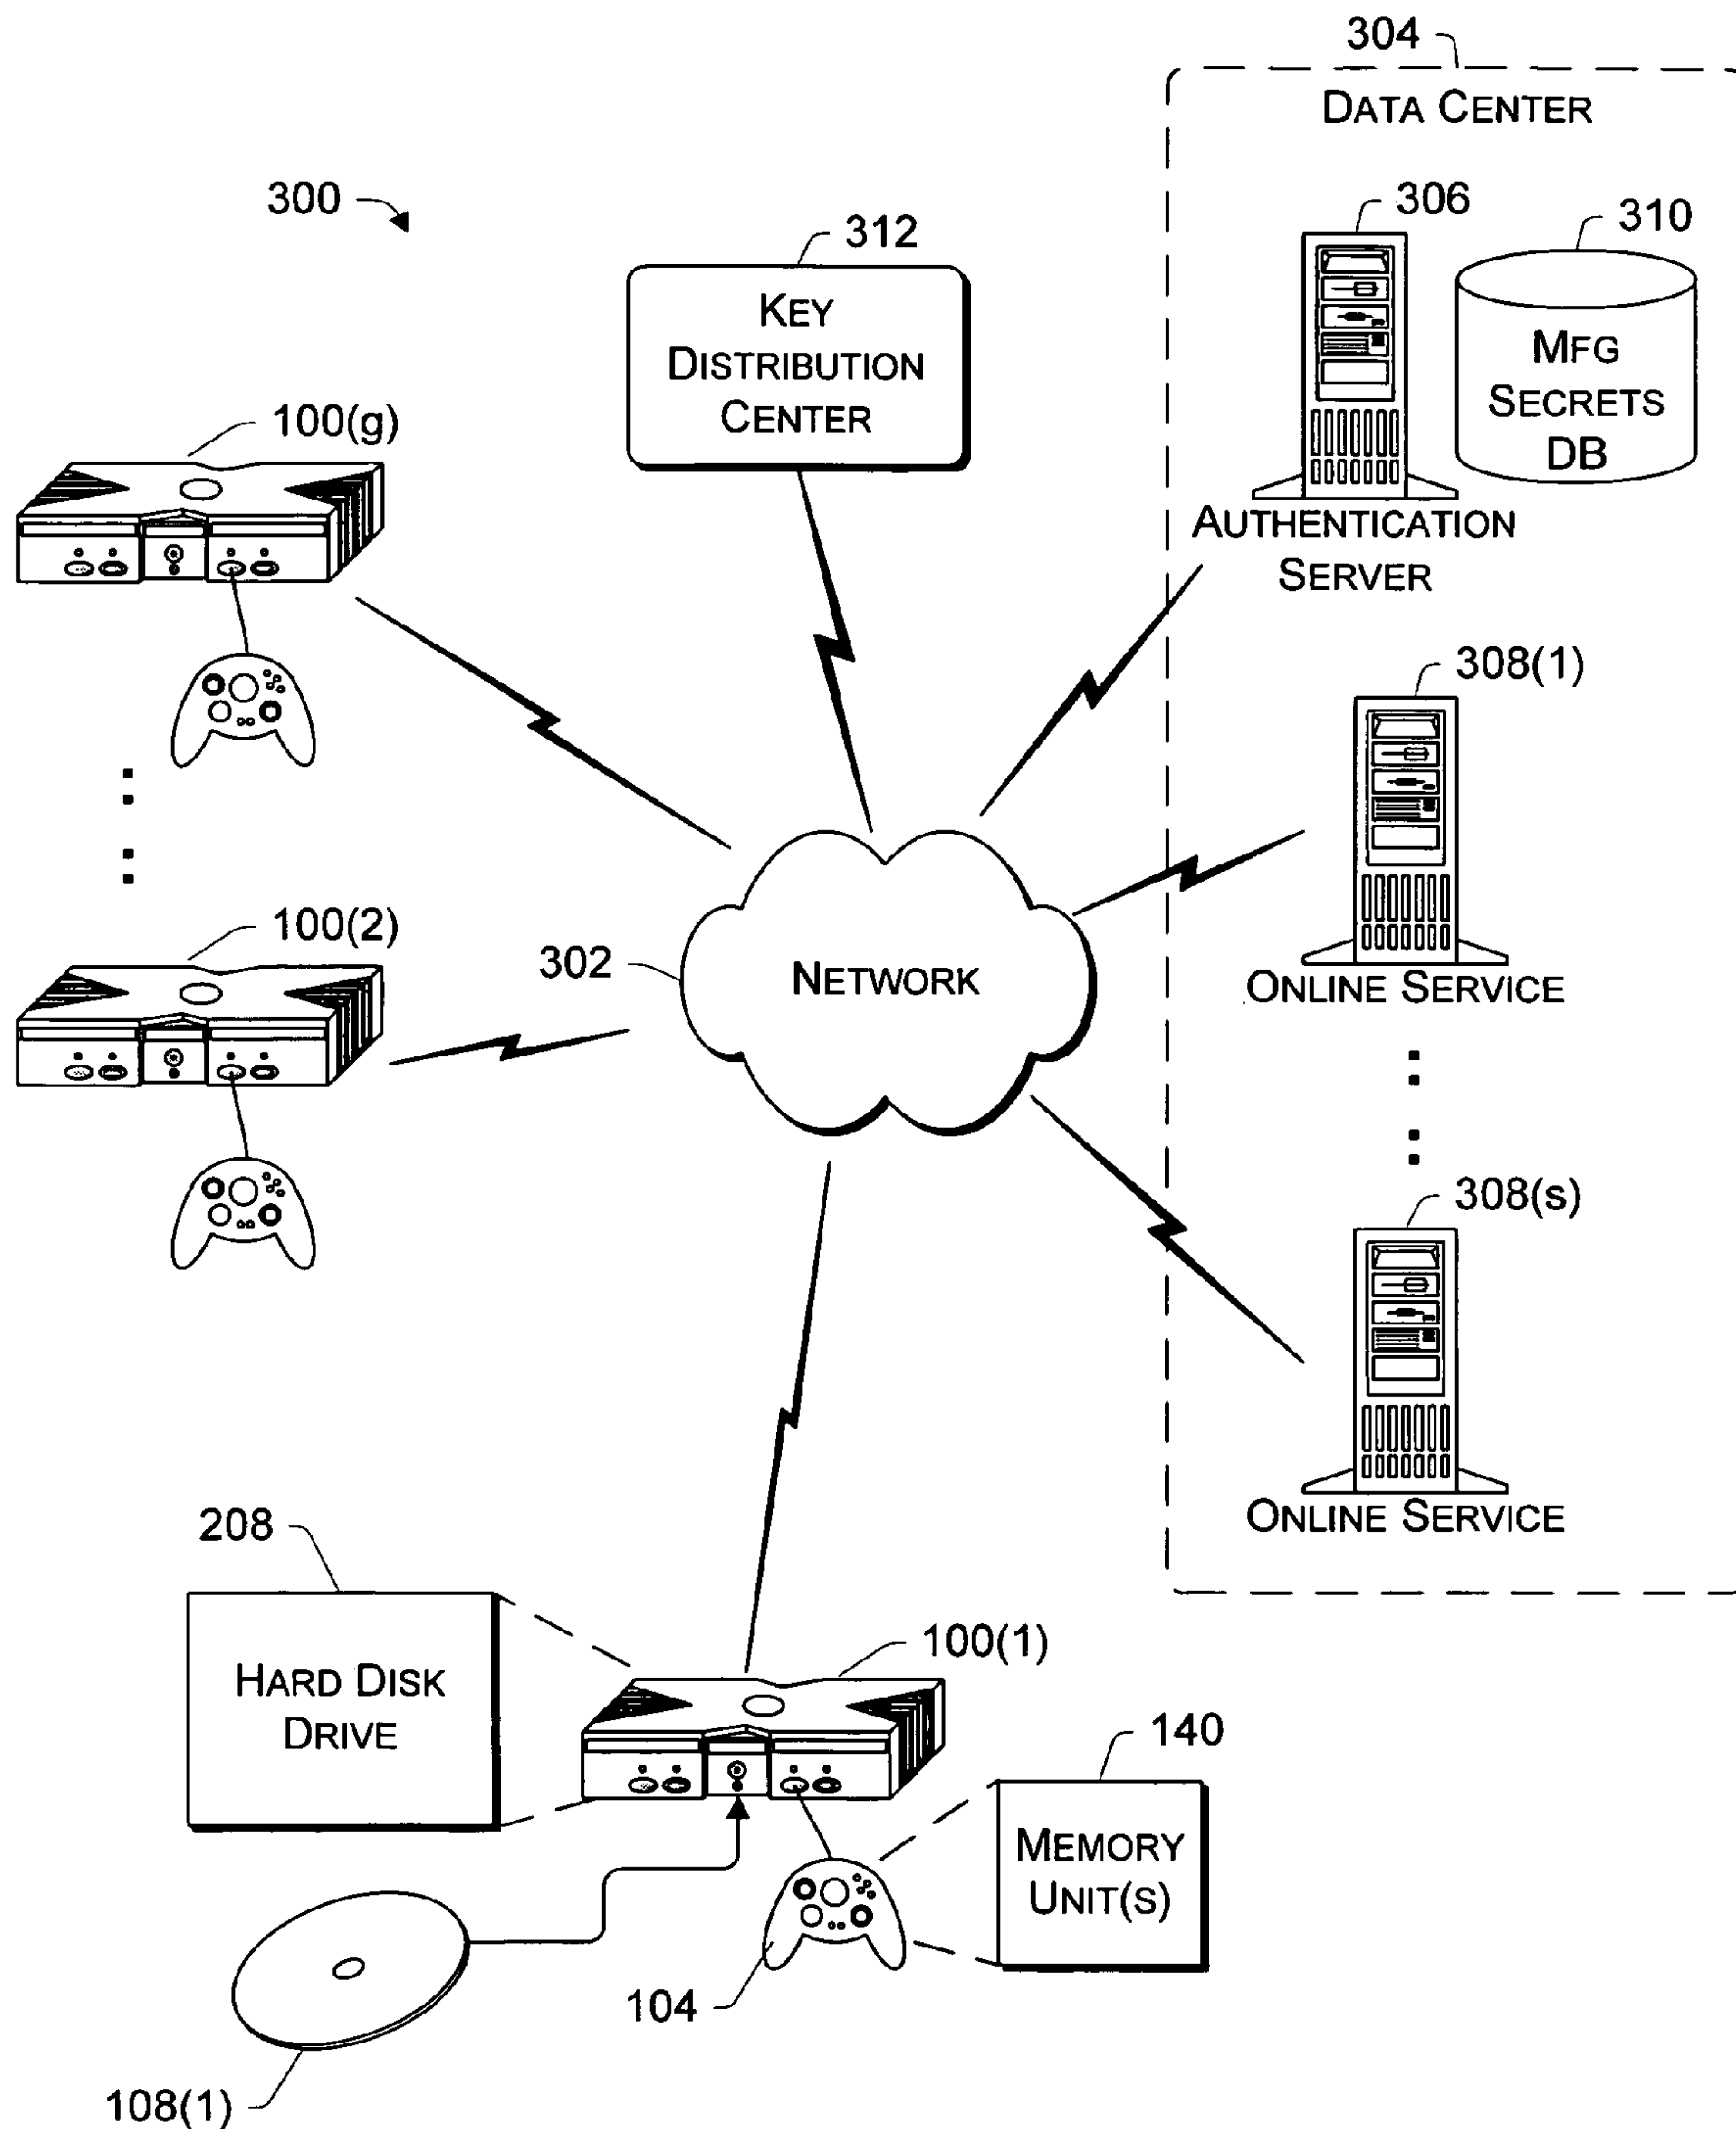 304
DATA CENTER
300
306
310
312
KEY
DISTRIBUTION
CENTER
MFG
SECRETS
DB
100(g)
AUTHENTICATION
SERVER
308(1)
100(2)
302
NETWORK
ONLINE SERVICE
308(s)
ONLINE SERVICE
208
HARD DISK
DRIVE
100(1)
140
MEMORY
UNIT(S)
104
108(1)